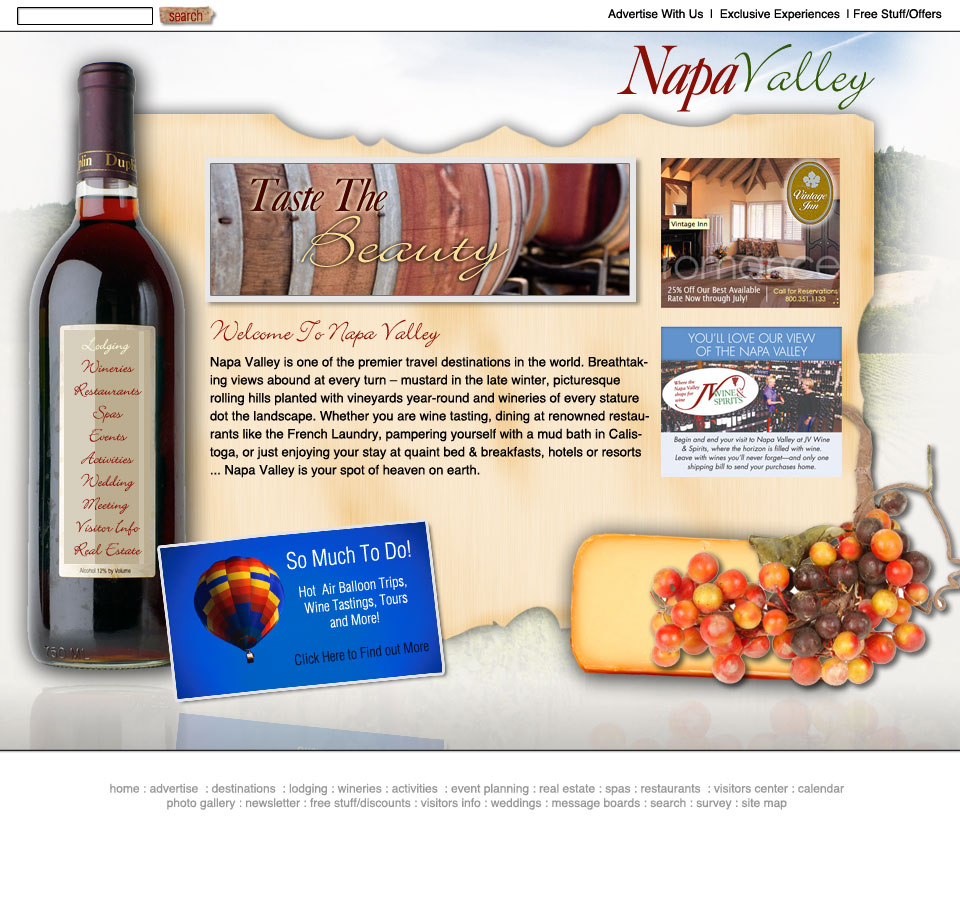 search
Advertise With Us | Exclusive Experiences | Free Stuff/Offers
NapaValley
Taste The
Beauty
Vintage
Inn
Vintage Inn
romance
25% Off Our Best Available
Rate Now through July!
Call for Reservations
800.351.1133
Lodging
Wineries
Restaurants
Spas
Events
Activities
Wedding
Meeting
Visitor Info
Real Estate
Alcohol 12% by Volume
750 ML
Welcome To Napa Valley
Napa Valley is one of the premier travel destinations in the world. Breathtak-
ing views abound at every turn – mustard in the late winter, picturesque
rolling hills planted with vineyards year-round and wineries of every stature
dot the landscape. Whether you are wine tasting, dining at renowned restau-
rants like the French Laundry, pampering yourself with a mud bath in Calis-
toga, or just enjoying your stay at quaint bed & breakfasts, hotels or resorts
... Napa Valley is your spot of heaven on earth.
YOU'LL LOVE OUR VIEW
OF THE NAPA VALLEY
Where the
Napa Valley
shops for
wine
JV WINE &
SPIRITS
Begin and end your visit to Napa Valley at JV Wine
& Spirits, where the horizon is filled with wine.
Leave with wines you'll never forget—and only one
shipping bill to send your purchases home.
So Much To Do!
Hot Air Balloon Trips,
Wine Tastings, Tours
and More!
Click Here to Find out More
home : advertise : destinations : lodging : wineries : activities : event planning : real estate : spas : restaurants : visitors center : calendar
photo gallery : newsletter : free stuff/discounts : visitors info : weddings : message boards : search : survey : site map